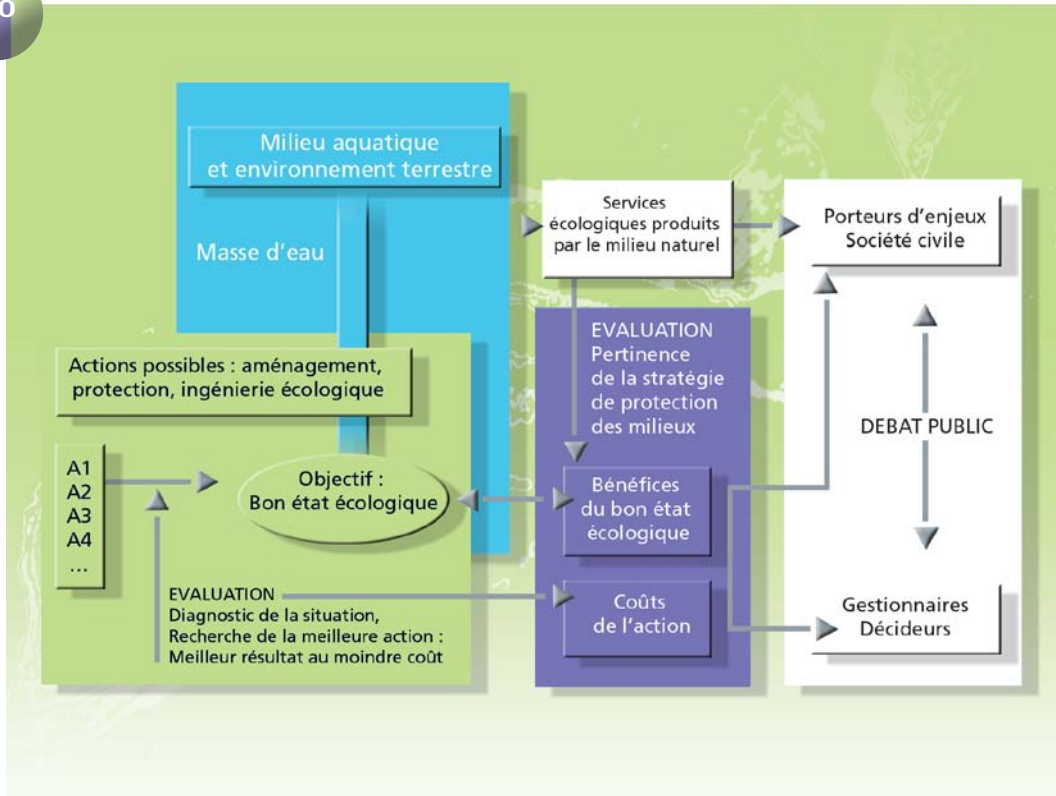 Milieu aquatique
et environnement terrestre
Masse d'eau
Services
écologiques produits
par le milieu naturel
Porteurs d'enjeux
Société civile
Actions possibles : aménagement,
protection, ingénierie écologique
EVALUATION
Pertinence
de la stratégie
de protection
des milieux
DEBAT PUBLIC
A1
A2
A3
A4
...
Objectif :
Bon état écologique
Bénéfices
du bon état
écologique
EVALUATION
Diagnostic de la situation,
Recherche de la meilleure action :
Meilleur résultat au moindre coût
Coûts
de l'action
Gestionnaires
Décideurs